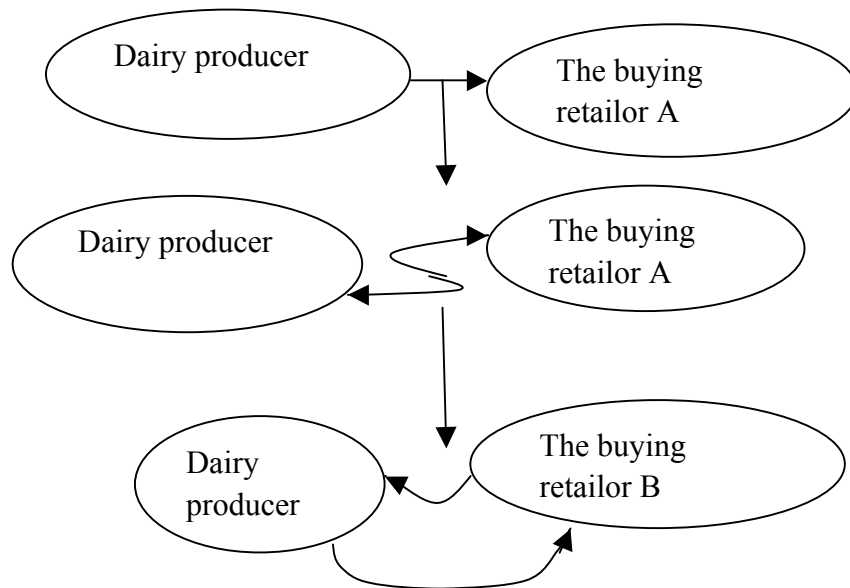 Dairy producer
The buying
retailor A
Dairy producer
The buying
retailor A
Dairy
producer
The buying
retailor B